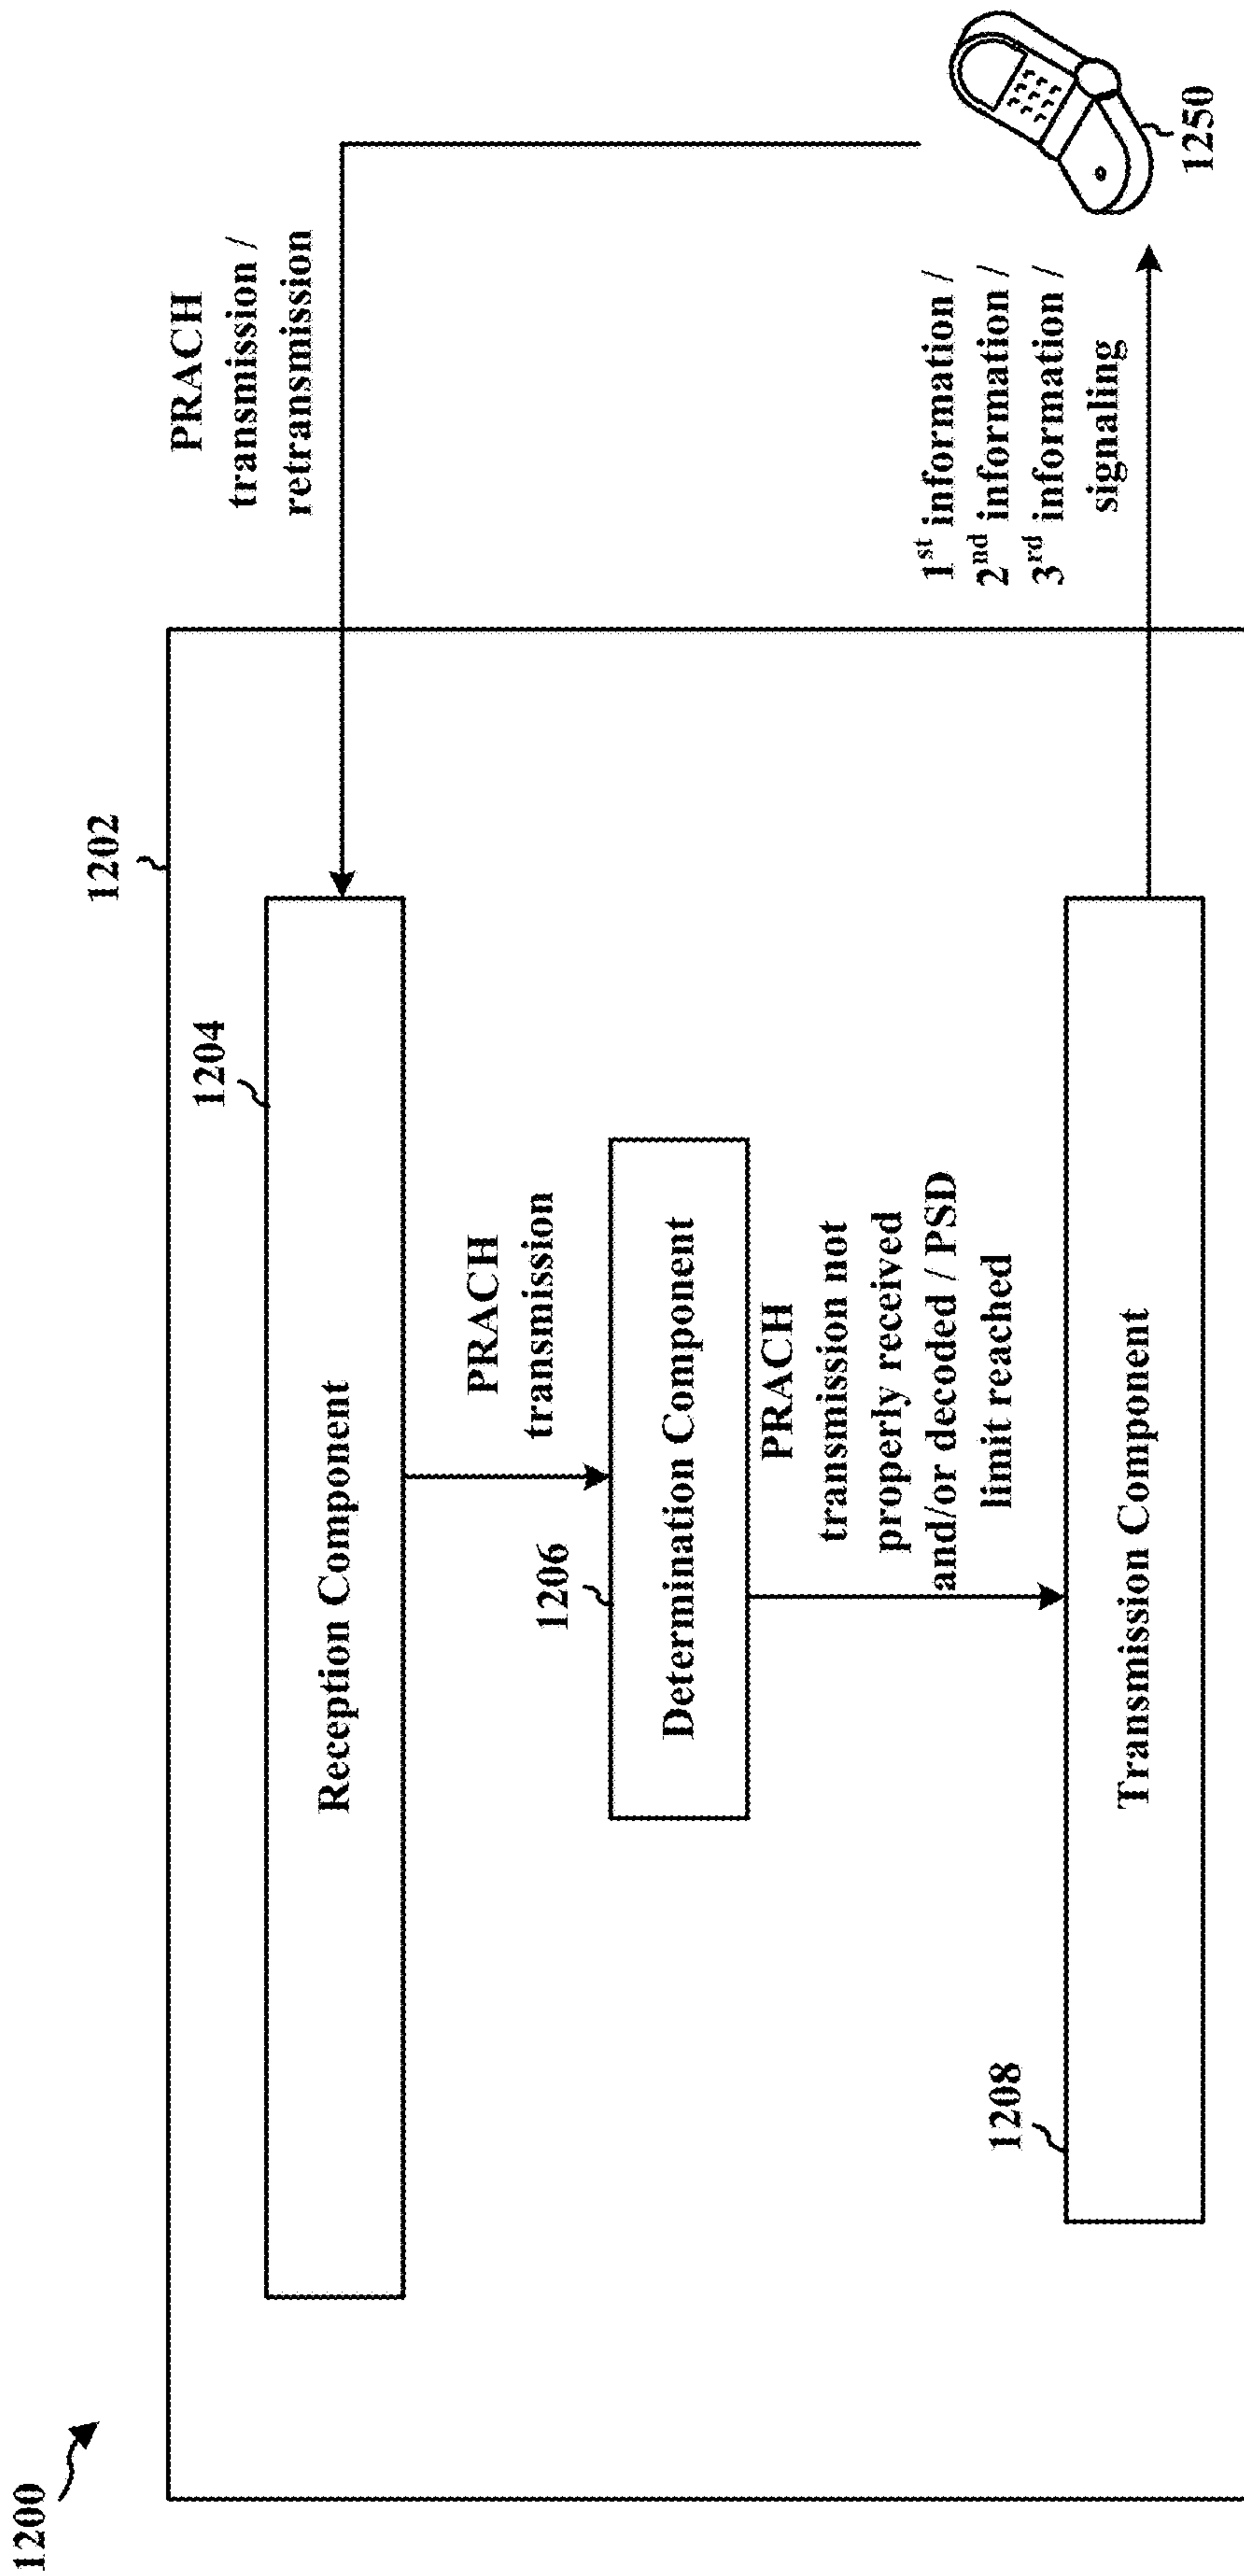 1200
1202
1204
Reception Component
PRACH
transmission /
retransmission
PRACH
transmission
1206
Determination Component
PRACH
transmission not
properly received
and/or decoded / PSD
limit reached
1208
Transmission Component
1st information /
2nd information /
3rd information /
signaling
1250